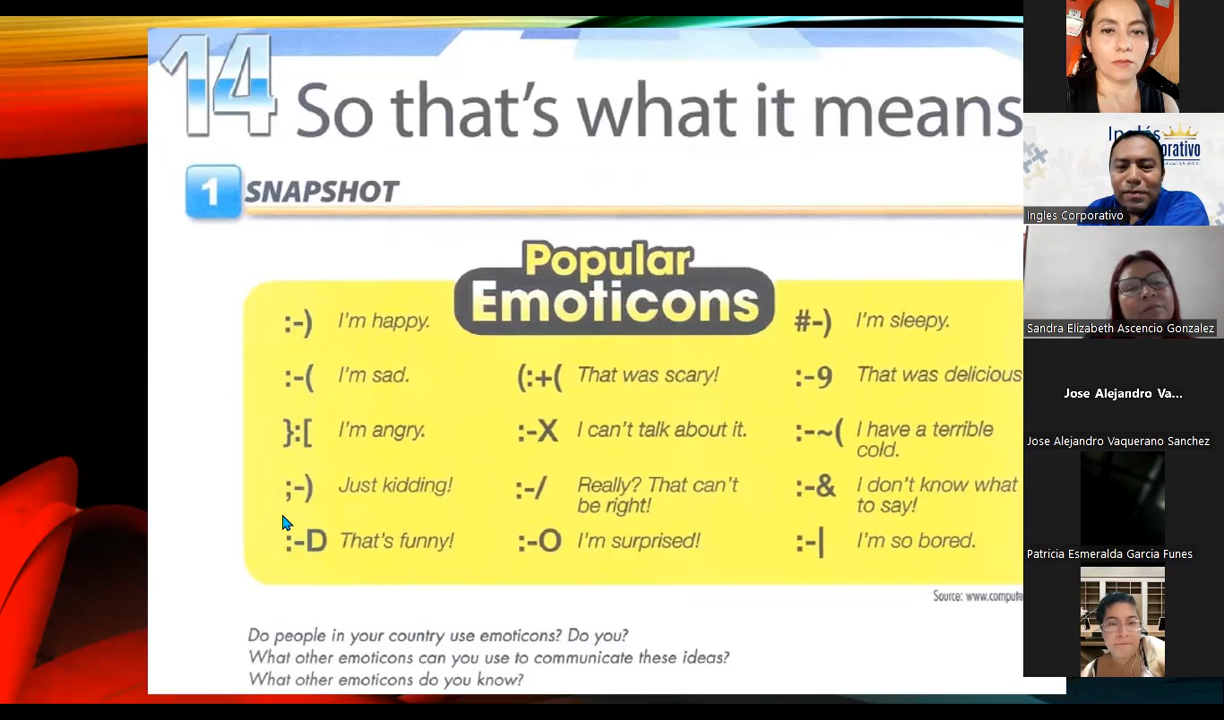 14 So that's what it means
1 SNAPSHOT
Popular
Emoticons
:-) I'm happy.
:-( I'm sad.
}:[ I'm angry.
;-) Just kidding!
:-D That's funny!
(:+( That was scary!
:-X I can't talk about it.
:-/ Really? That can't
be right!
:-O I'm surprised!
#-) I'm sleepy.
:-9 That was delicious
:-~( I have a terrible
cold.
:-& I don't know what
to say!
:-| I'm so bored.
Source: www.compute
Do people in your country use emoticons? Do you?
What other emoticons can you use to communicate these ideas?
What other emoticons do you know?
Ingles Corporativo
Sandra Elizabeth Ascencio Gonzalez
Jose Alejandro Va...
Jose Alejandro Vaquerano Sanchez
Patricia Esmeralda Garcia Funes